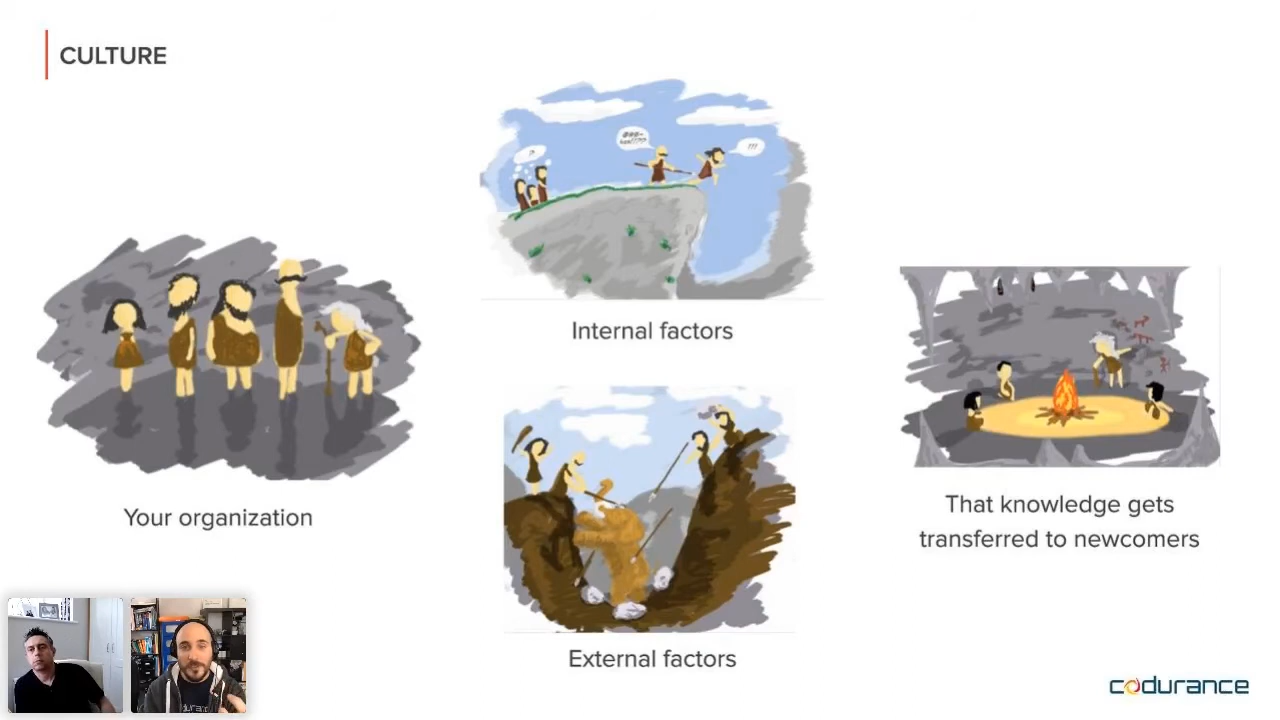 CULTURE
?
!!!
Internal factors
Your organization
That knowledge gets
transferred to newcomers
External factors
codurance